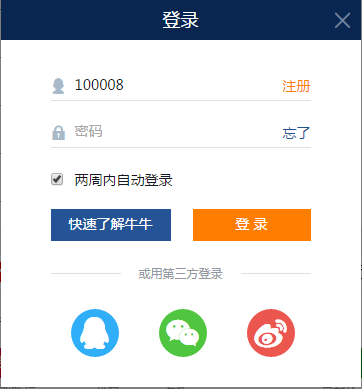 登录
100008
注册
密码
忘了
两周内自动登录
快速了解牛牛
登 录
或用第三方登录